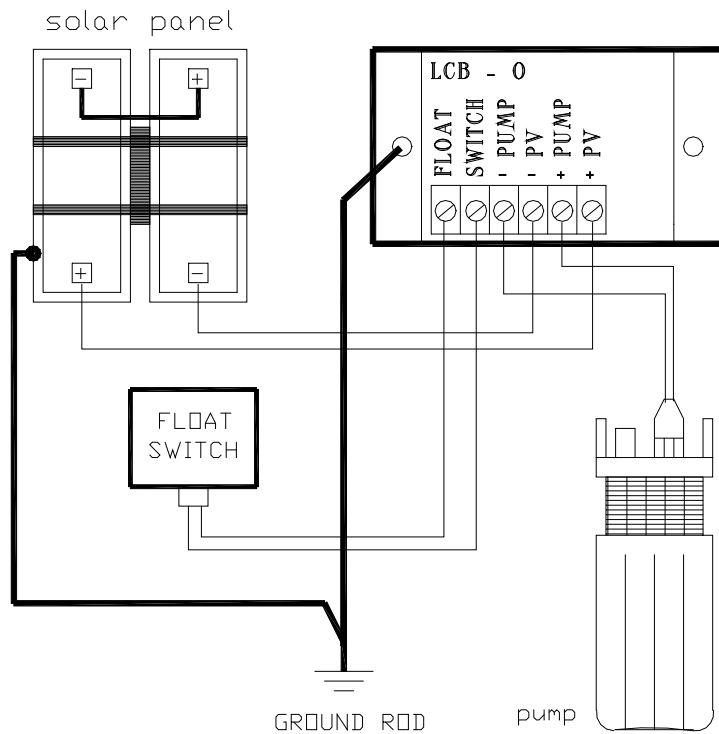 solar panel
- +
+ -
LCB - O
FLOAT
SWITCH
- PUMP
- PV
+ PUMP
+ PV
FLOAT
SWITCH
GROUND ROD
pump